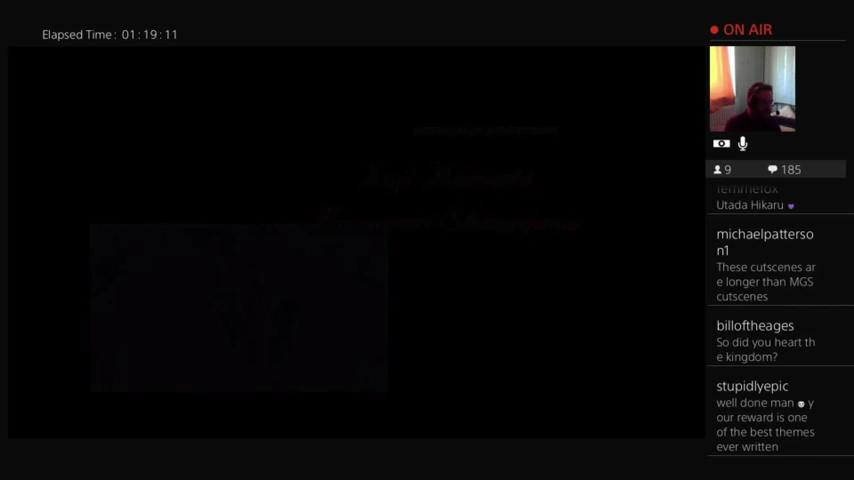 Elapsed Time: 01:19:11
ON AIR
9
185
femmefox
Utada Hikaru 💜
michaelpatterso
n1
These cutscenes ar
e longer than MGS
cutscenes
billoftheages
So did you heart th
e kingdom?
stupidlyepic
well done man 💀 y
our reward is one
of the best themes
ever written